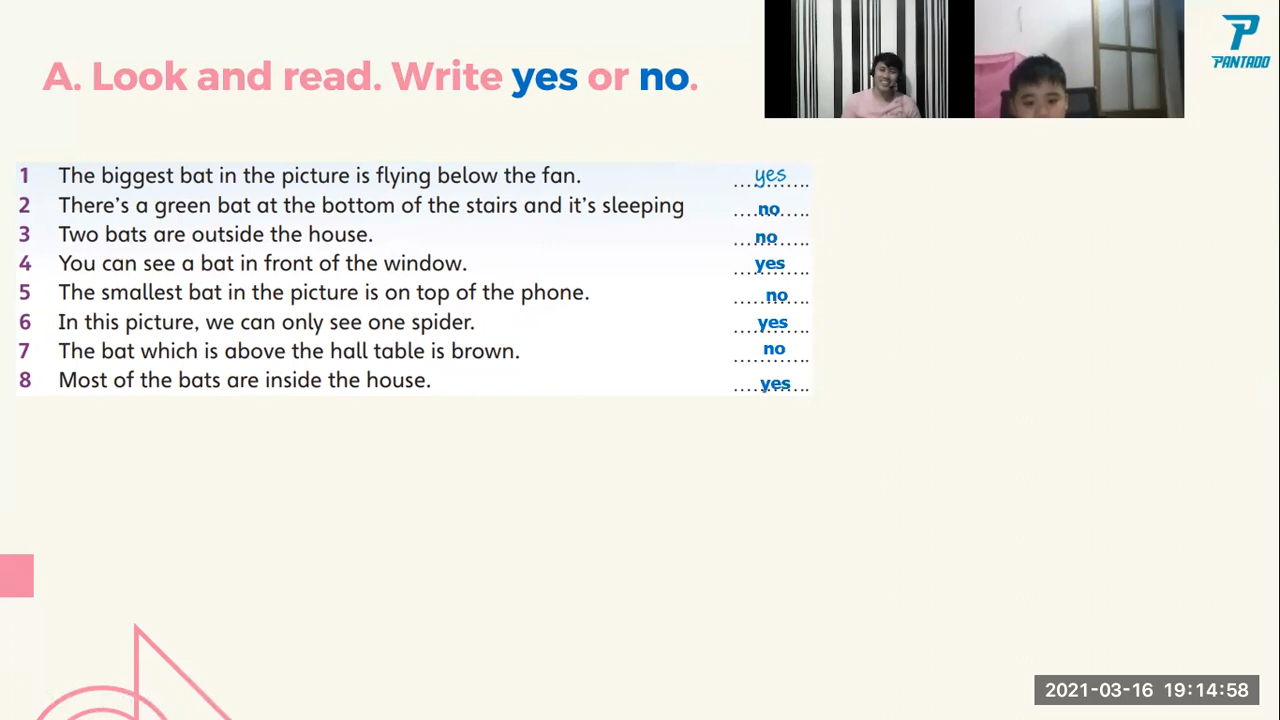 A. Look and read. Write yes or no.
PANTADO
1 The biggest bat in the picture is flying below the fan. ....yes....
2 There's a green bat at the bottom of the stairs and it's sleeping ....no....
3 Two bats are outside the house. ....no....
4 You can see a bat in front of the window. ....yes....
5 The smallest bat in the picture is on top of the phone. ....no....
6 In this picture, we can only see one spider. ....yes....
7 The bat which is above the hall table is brown. ....no....
8 Most of the bats are inside the house. ....yes....
2021-03-16 19:14:58